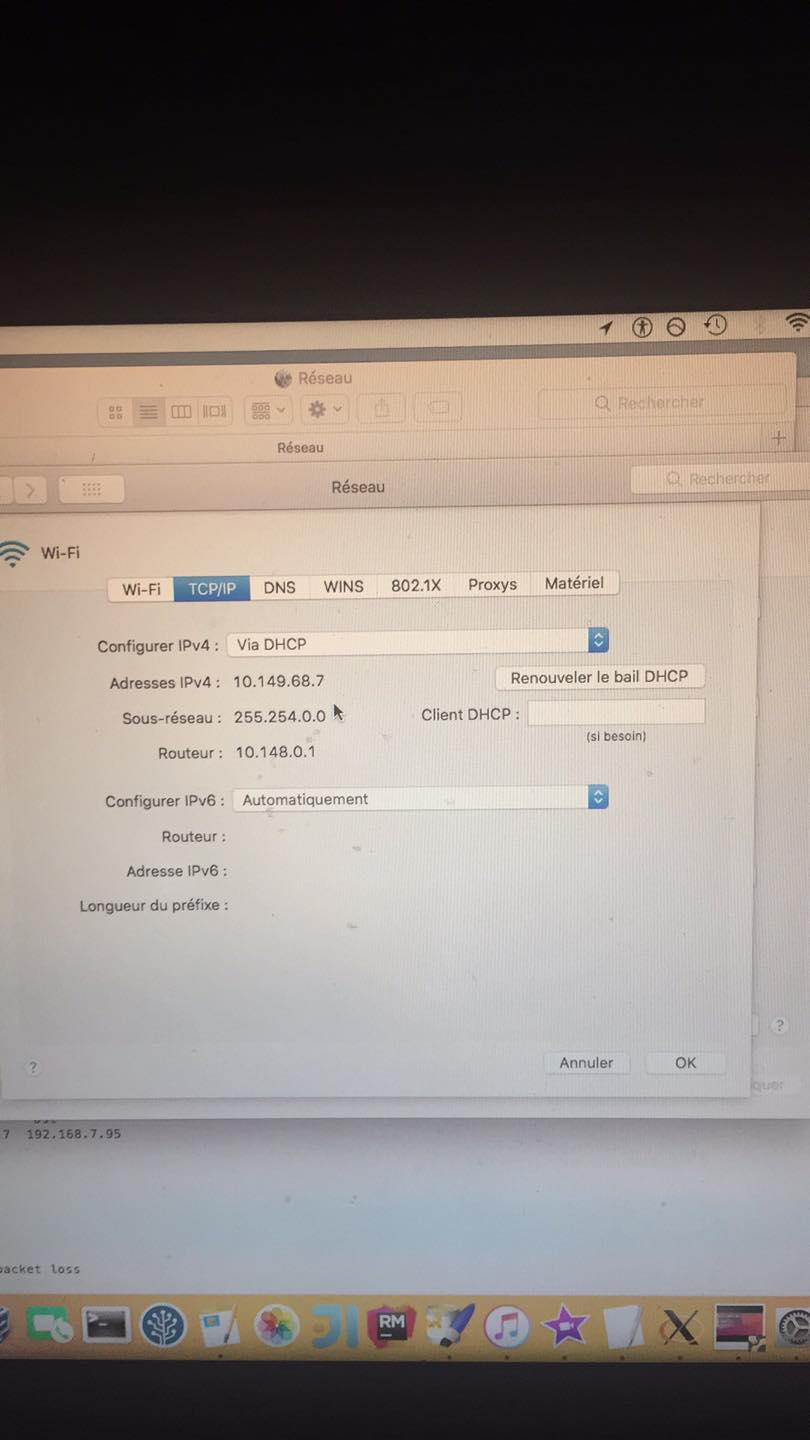 Réseau
Rechercher
Réseau
Réseau
Rechercher
Wi-Fi
Wi-Fi TCP/IP DNS WINS 802.1X Proxys Matériel
Configurer IPv4 : Via DHCP
Adresses IPv4 : 10.149.68.7 Renouveler le bail DHCP
Sous-réseau : 255.254.0.0 Client DHCP :
(si besoin)
Routeur : 10.148.0.1
Configurer IPv6 : Automatiquement
Routeur :
Adresse IPv6 :
Longueur du préfixe :
?
? Annuler OK
quer
7 192.168.7.95
packet loss
RM